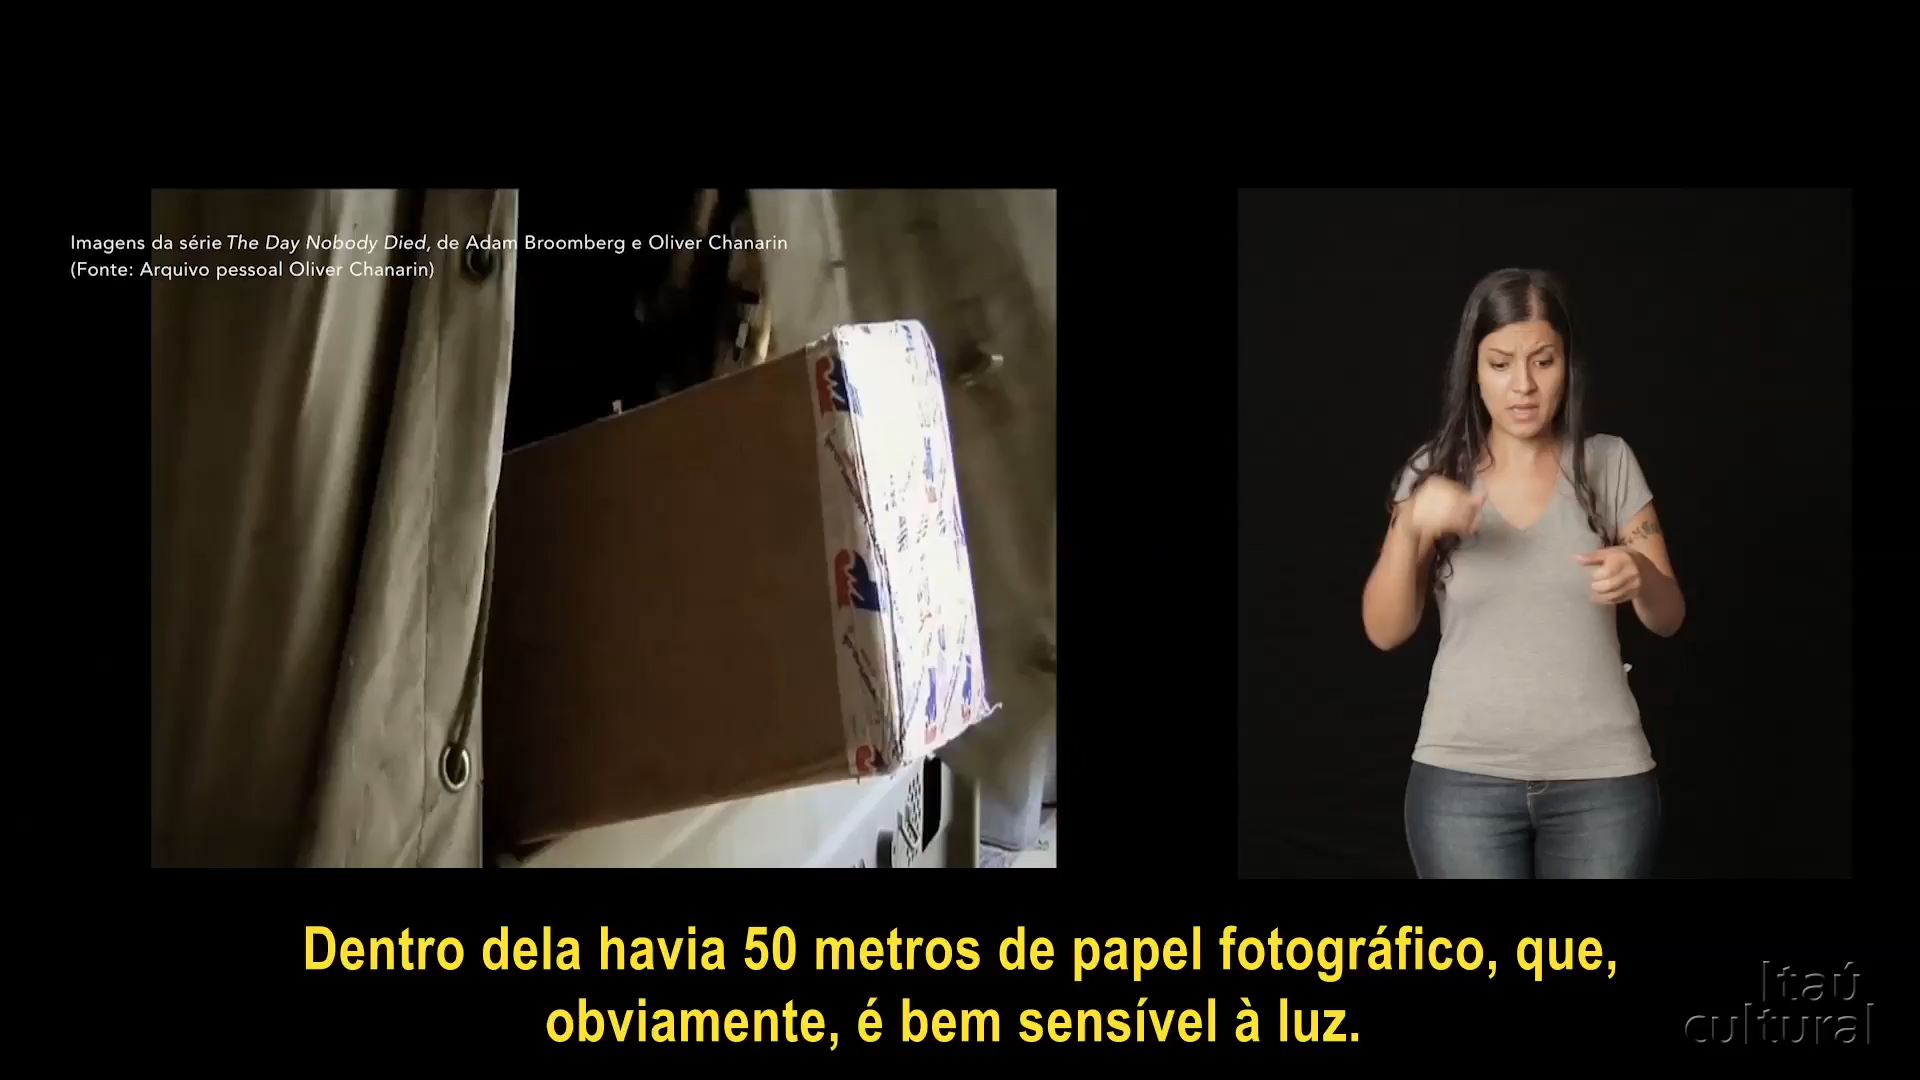 Imagens da série The Day Nobody Died, de Adam Broomberg e Oliver Chanarin
(Fonte: Arquivo pessoal Oliver Chanarin)
Dentro dela havia 50 metros de papel fotográfico, que,
obviamente, é bem sensível à luz.
Itaú
cultural